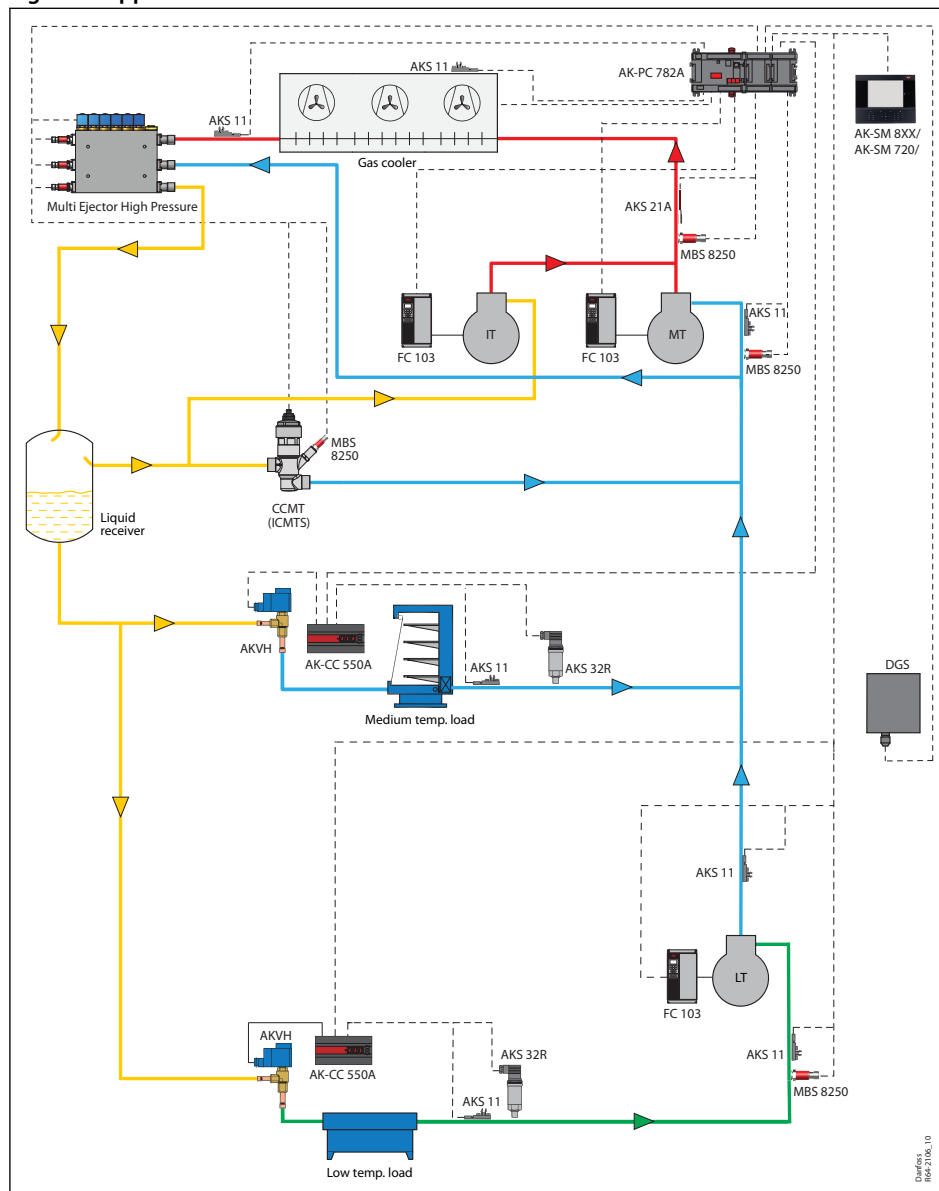 AKS 11
AK-PC 782A
AKS 11
AK-SM 8XX/
AK-SM 720/
Gas cooler
Multi Ejector High Pressure
AKS 21A
MBS 8250
AKS 11
IT
MT
FC 103
FC 103
MBS 8250
MBS
8250
CCMT
(ICMTS)
Liquid
receiver
AKVH
AK-CC 550A
AKS 11
AKS 32R
DGS
Medium temp. load
AKS 11
LT
FC 103
AKVH
AK-CC 550A
AKS 32R
AKS 11
AKS 11
MBS 8250
Low temp. load
Danfoss
R64-2106_10